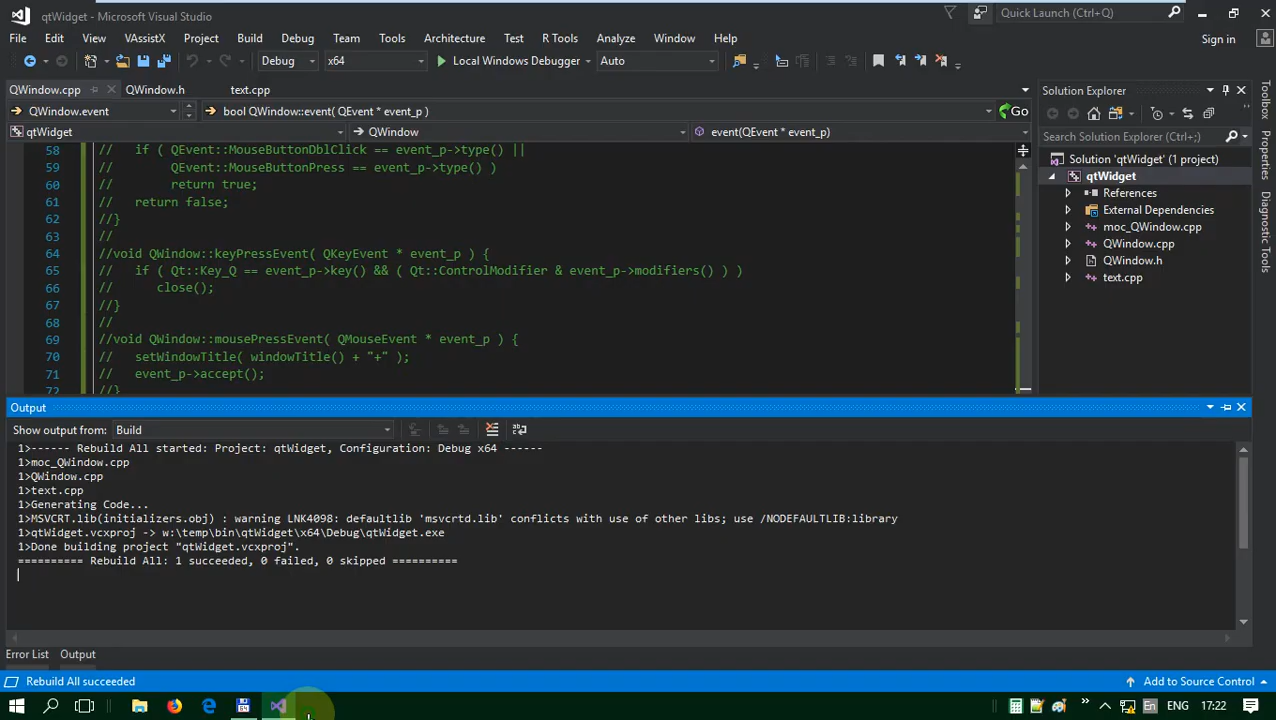 qtWidget - Microsoft Visual Studio
Quick Launch (Ctrl+Q)
File Edit View VAssistX Project Build Debug Team Tools Architecture Test R Tools Analyze Window Help
Sign in
Debug x64 Local Windows Debugger Auto
QWindow.cpp QWindow.h text.cpp
Solution Explorer
QWindow.event bool QWindow::event( QEvent * event_p ) Go
qtWidget QWindow event(QEvent * event_p)
Search Solution Explorer (Ctrl+;)
Solution 'qtWidget' (1 project)
qtWidget
References
External Dependencies
moc_QWindow.cpp
QWindow.cpp
QWindow.h
text.cpp
Toolbox
Properties
Diagnostic Tools
58 //  if ( QEvent::MouseButtonDblClick == event_p->type() ||
59 //       QEvent::MouseButtonPress == event_p->type() )
60 //       return true;
61 //  return false;
62 //}
63 //
64 //void QWindow::keyPressEvent( QKeyEvent * event_p ) {
65 //  if ( Qt::Key_Q == event_p->key() && ( Qt::ControlModifier & event_p->modifiers() ) )
66 //     close();
67 //}
68 //
69 //void QWindow::mousePressEvent( QMouseEvent * event_p ) {
70 //  setWindowTitle( windowTitle() + "+" );
71 //  event_p->accept();
72 //}
Output
Show output from: Build
1>------ Rebuild All started: Project: qtWidget, Configuration: Debug x64 ------
1>moc_QWindow.cpp
1>QWindow.cpp
1>text.cpp
1>Generating Code...
1>MSVCRT.lib(initializers.obj) : warning LNK4098: defaultlib 'msvcrtd.lib' conflicts with use of other libs; use /NODEFAULTLIB:library
1>qtWidget.vcxproj -> w:\temp\bin\qtWidget\x64\Debug\qtWidget.exe
1>Done building project "qtWidget.vcxproj".
========== Rebuild All: 1 succeeded, 0 failed, 0 skipped ==========
Error List Output
Rebuild All succeeded
Add to Source Control
64
En ENG 17:22